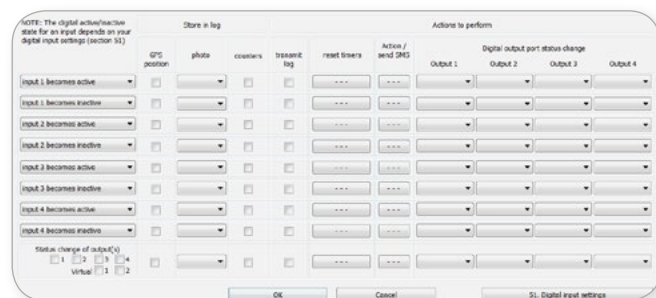 NOTE: The digital active/inactive
state for an input depends on your
digital input settings (section S1)
Store in log
Actions to perform
GPS
position
photo
counters
transmit
log
reset timers
Action /
send SMS
Digital output port status change
Output 1 Output 2 Output 3 Output 4
Input 1 becomes active - - - - - -
Input 1 becomes inactive - - - - - -
Input 2 becomes active - - - - - -
Input 2 becomes inactive - - - - - -
Input 3 becomes active - - - - - -
Input 3 becomes inactive - - - - - -
Input 4 becomes active - - - - - -
Input 4 becomes inactive - - - - - -
Status change of output(s)
1 2 3 4
Virtual 1 2
- - - - - -
OK Cancel S1. Digital input settings